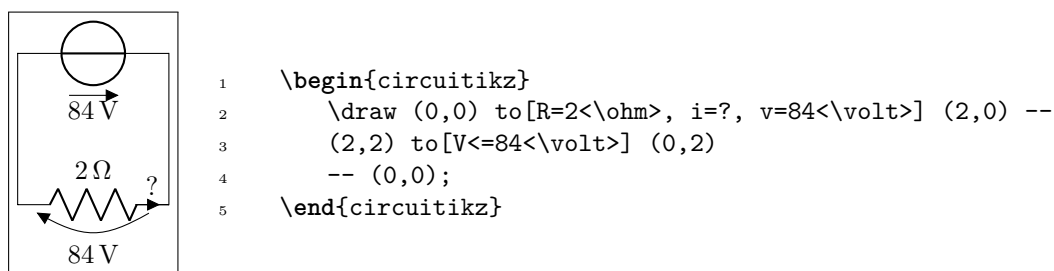 84 V
2 Ω
?
84 V
1 \begin{circuitikz}
2 \draw (0,0) to[R=2<\ohm>, i=?, v=84<\volt>] (2,0) --
3 (2,2) to[V<=84<\volt>] (0,2)
4 -- (0,0);
5 \end{circuitikz}